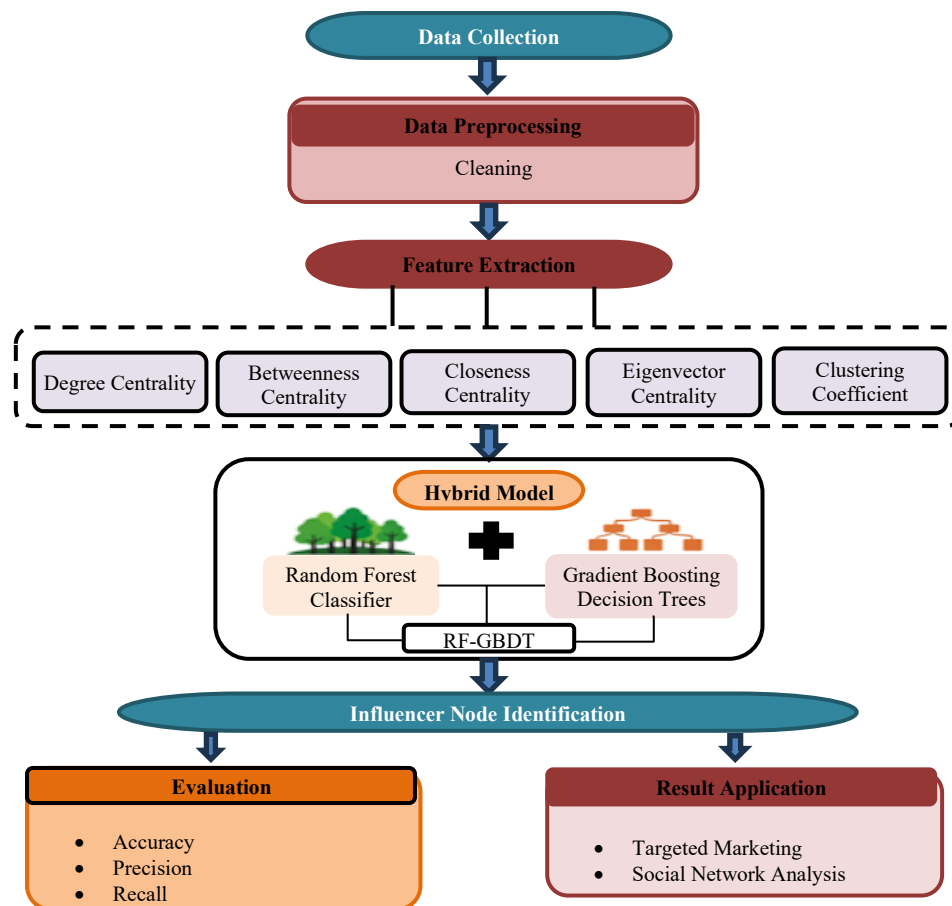 Data Collection
Data Preprocessing
Cleaning
Feature Extraction
Degree Centrality
Betweenness
Centrality
Closeness
Centrality
Eigenvector
Centrality
Clustering
Coefficient
Hybrid Model
Random Forest
Classifier
Gradient Boosting
Decision Trees
RF-GBDT
Influencer Node Identification
Evaluation
• Accuracy
• Precision
• Recall
Result Application
• Targeted Marketing
• Social Network Analysis